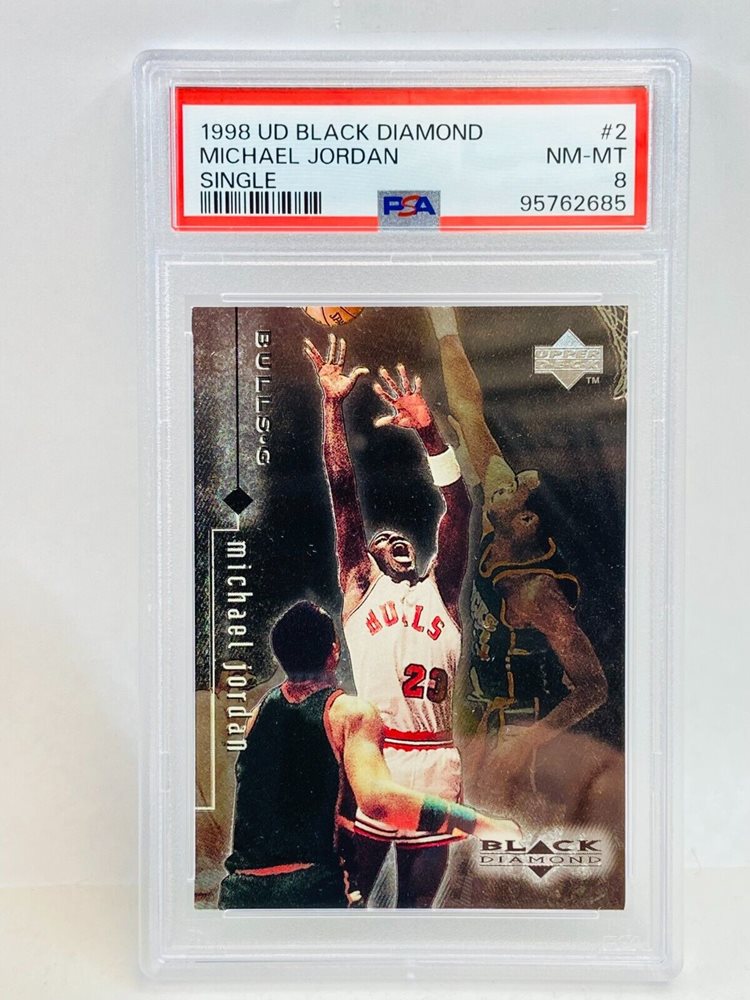 1998 UD BLACK DIAMOND #2
MICHAEL JORDAN NM-MT
SINGLE 8
PSA 95762685
BULLS·G
michael jordan
UPPER DECK
TM
BULLS
23
BLACK
DIAMOND